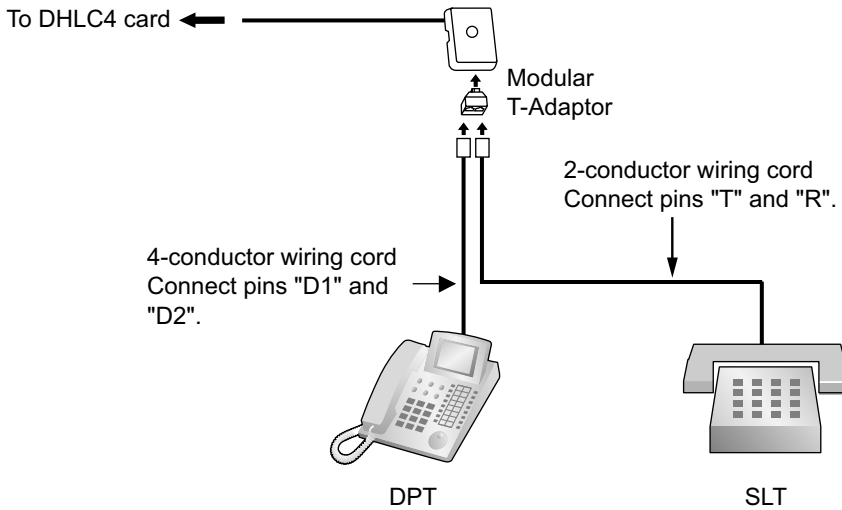 To DHLC4 card
Modular
T-Adaptor
2-conductor wiring cord
Connect pins "T" and "R".
4-conductor wiring cord
Connect pins "D1" and
"D2".
DPT
SLT